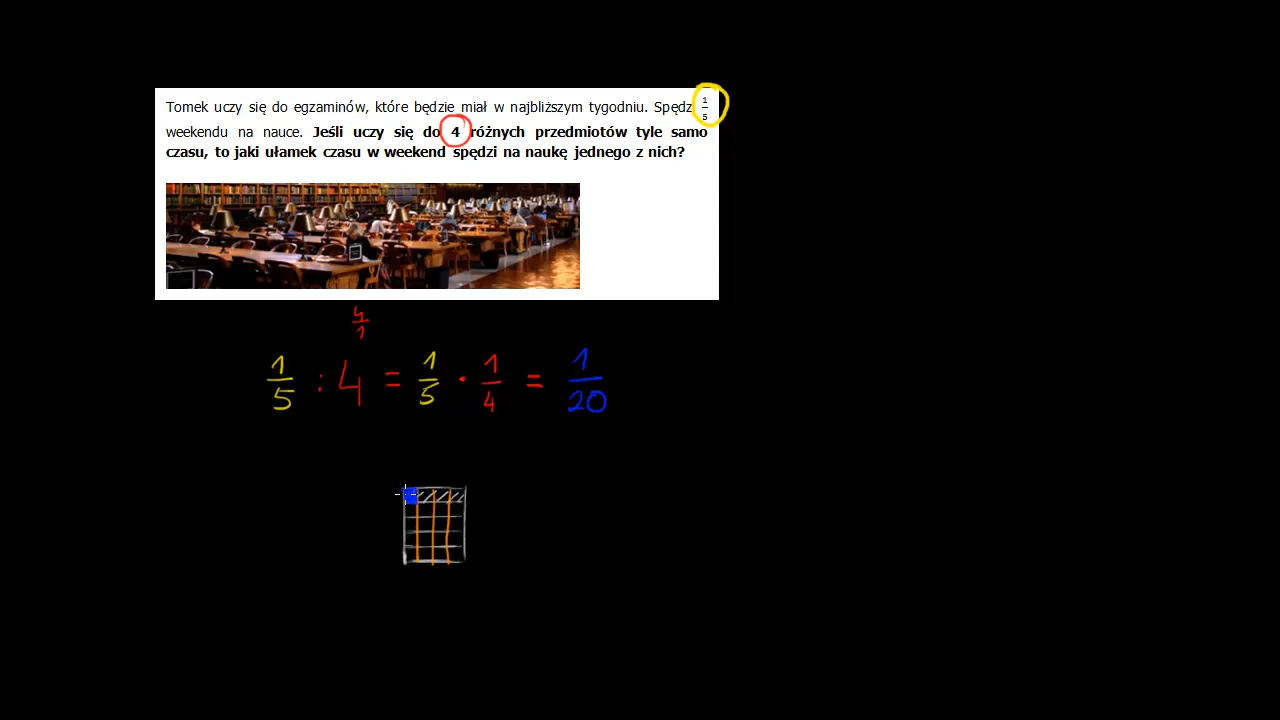 Tomek uczy się do egzaminów, które będzie miał w najbliższym tygodniu. Spędz 1/5
weekendu na nauce. Jeśli uczy się do 4 różnych przedmiotów tyle samo
czasu, to jaki ułamek czasu w weekend spędzi na naukę jednego z nich?
4/1
1/5 : 4 = 1/5 · 1/4 = 1/20